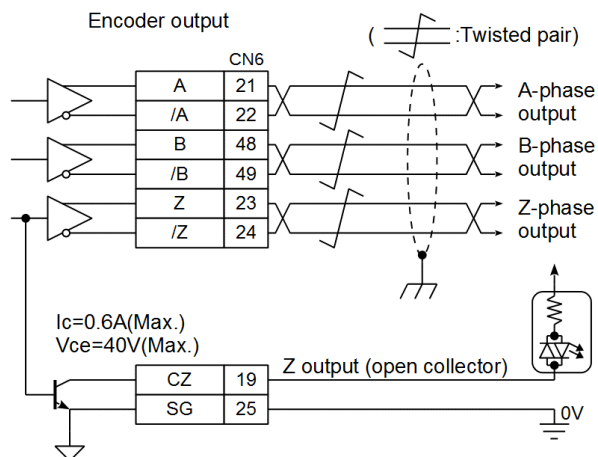 Encoder output
( :Twisted pair)
CN6
A 21
/A 22
A-phase
output
B 48
/B 49
B-phase
output
Z 23
/Z 24
Z-phase
output
Ic=0.6A(Max.)
Vce=40V(Max.)
Z output (open collector)
CZ 19
SG 25
0V